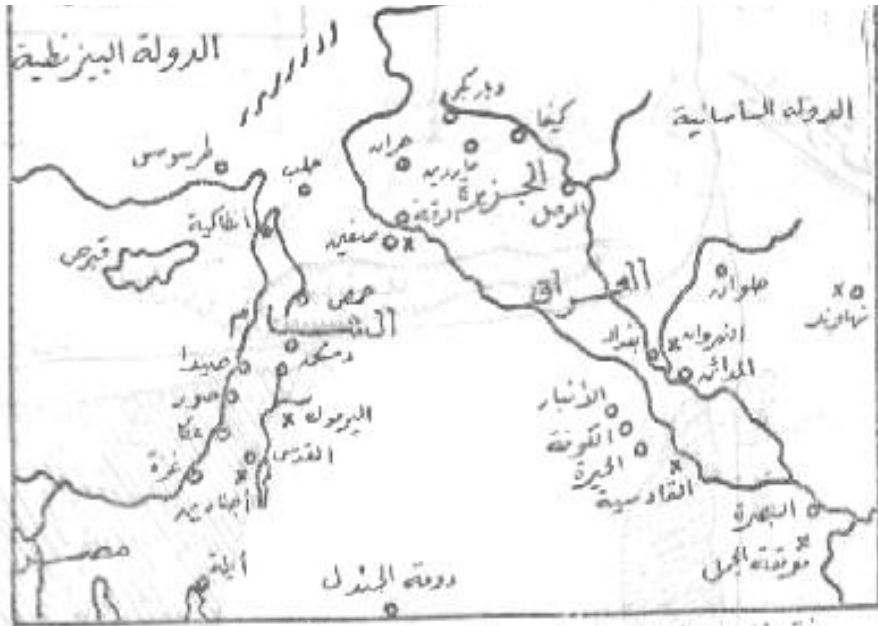 الدولة البيزنطية
الدولة الساسانية
ديار بكر
كيفا
ماردين
حران
الجزيرة
الموصل
الرقة
صفين
طرسوس
حلب
أنطاكية
قبرص
حمص
الشام
دمشق
صيدا
صور
عكا
غزة
اليرموك
القدس
أجنادين
أيلة
مصر
دومة الجندل
العراق
حلوان
نهاوند
النهروان
بغداد
المدائن
الأنبار
الكوفة
الحيرة
القادسية
البصرة
موقعة الجمل